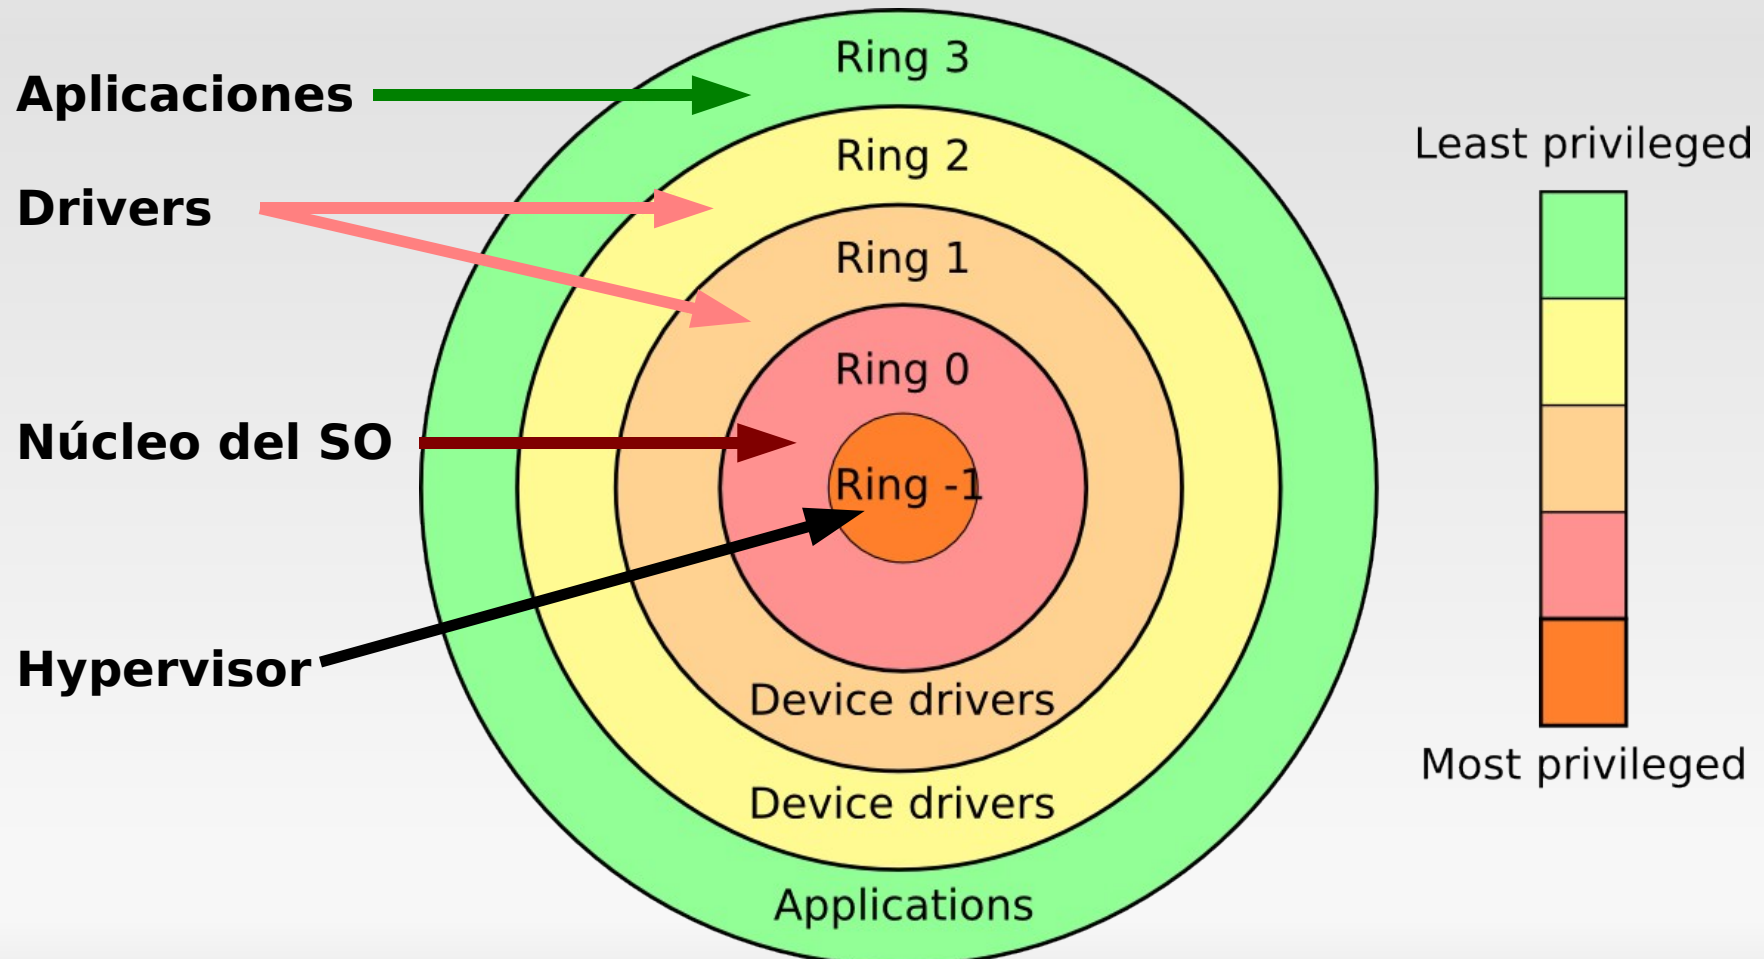 Aplicaciones
Drivers
Núcleo del SO
Hypervisor
Ring 3
Ring 2
Ring 1
Ring 0
Ring -1
Device drivers
Device drivers
Applications
Least privileged
Most privileged